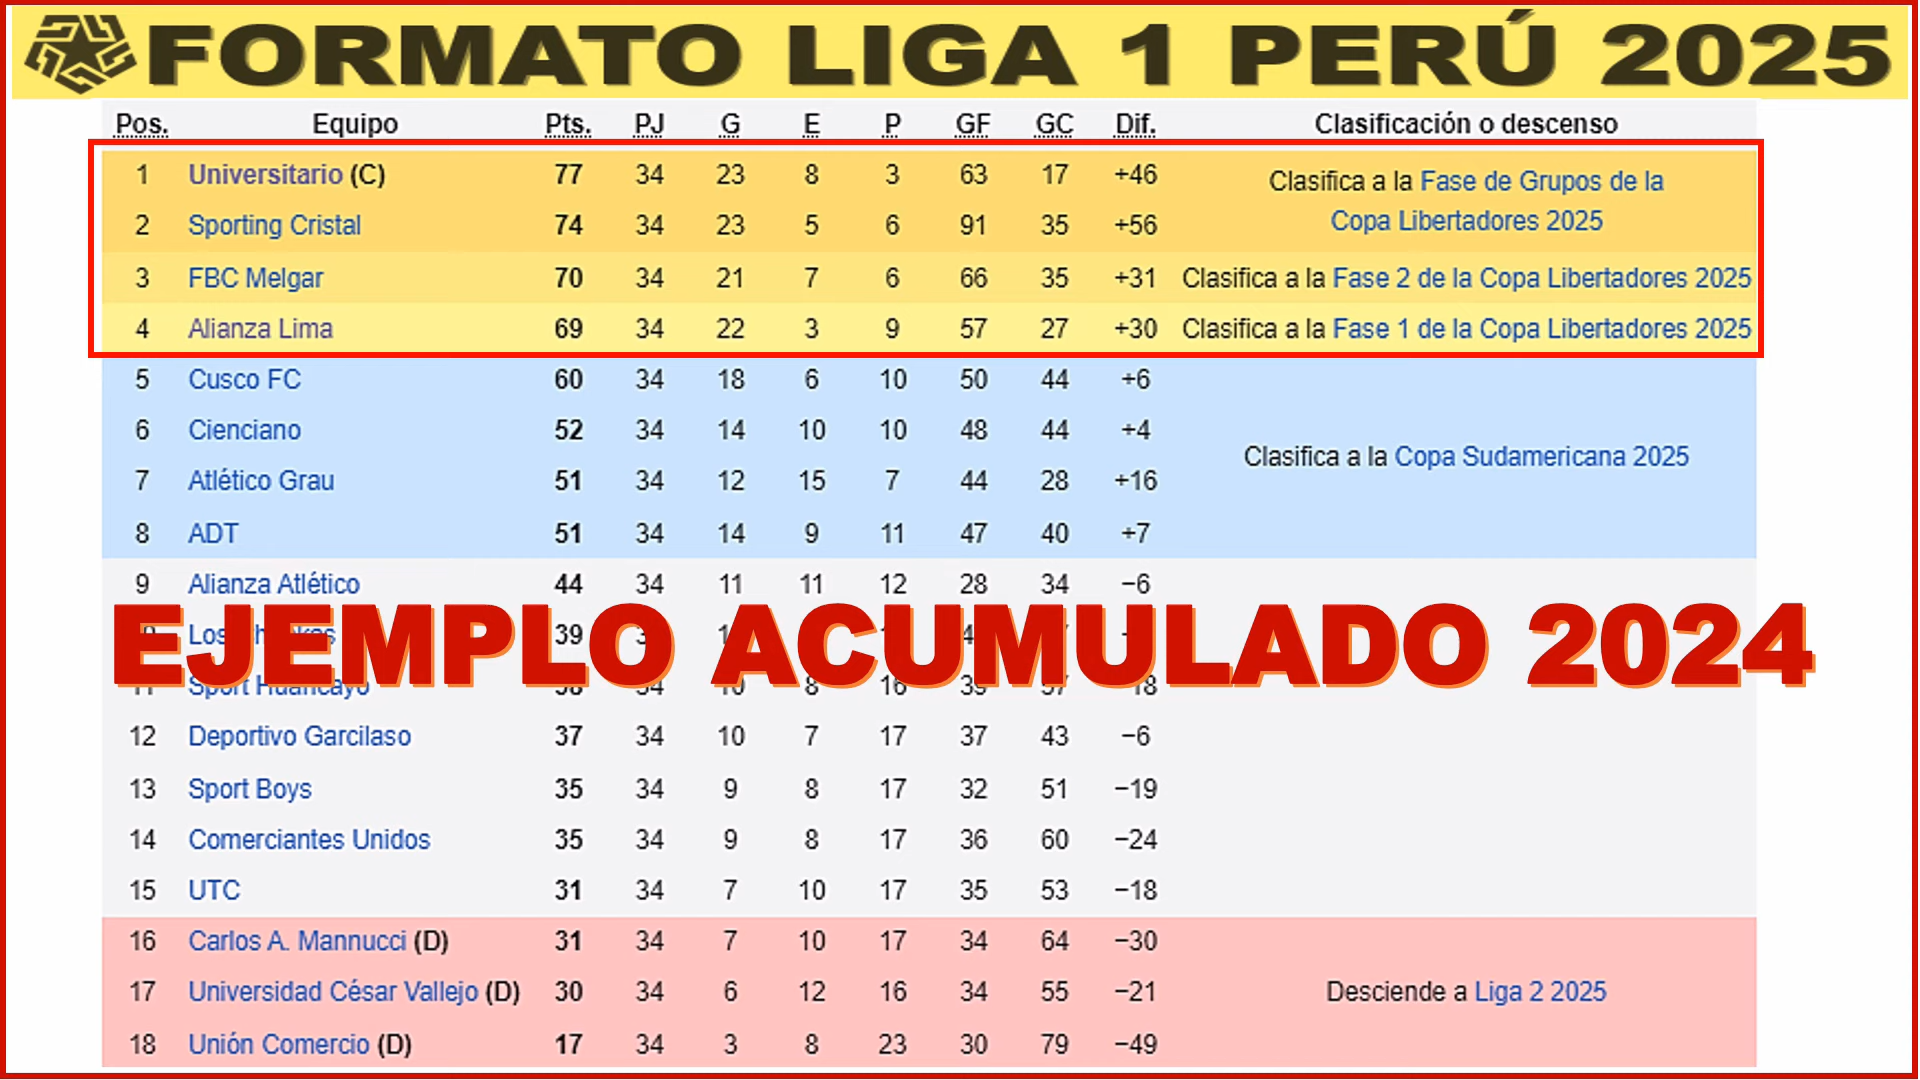 FORMATO LIGA 1 PERÚ 2025
Pos. Equipo Pts. PJ G E P GF GC Dif. Clasificación o descenso
1 Universitario (C) 77 34 23 8 3 63 17 +46 Clasifica a la Fase de Grupos de la
Copa Libertadores 2025
2 Sporting Cristal 74 34 23 5 6 91 35 +56
3 FBC Melgar 70 34 21 7 6 66 35 +31 Clasifica a la Fase 2 de la Copa Libertadores 2025
4 Alianza Lima 69 34 22 3 9 57 27 +30 Clasifica a la Fase 1 de la Copa Libertadores 2025
5 Cusco FC 60 34 18 6 10 50 44 +6
6 Cienciano 52 34 14 10 10 48 44 +4
Clasifica a la Copa Sudamericana 2025
7 Atlético Grau 51 34 12 15 7 44 28 +16
8 ADT 51 34 14 9 11 47 40 +7
9 Alianza Atlético 44 34 11 11 12 28 34 −6
39
EJEMPLO ACUMULADO 2024
Sport Huancayo 8 16
12 Deportivo Garcilaso 37 34 10 7 17 37 43 −6
13 Sport Boys 35 34 9 8 17 32 51 −19
14 Comerciantes Unidos 35 34 9 8 17 36 60 −24
15 UTC 31 34 7 10 17 35 53 −18
16 Carlos A. Mannucci (D) 31 34 7 10 17 34 64 −30
17 Universidad César Vallejo (D) 30 34 6 12 16 34 55 −21 Desciende a Liga 2 2025
18 Unión Comercio (D) 17 34 3 8 23 30 79 −49